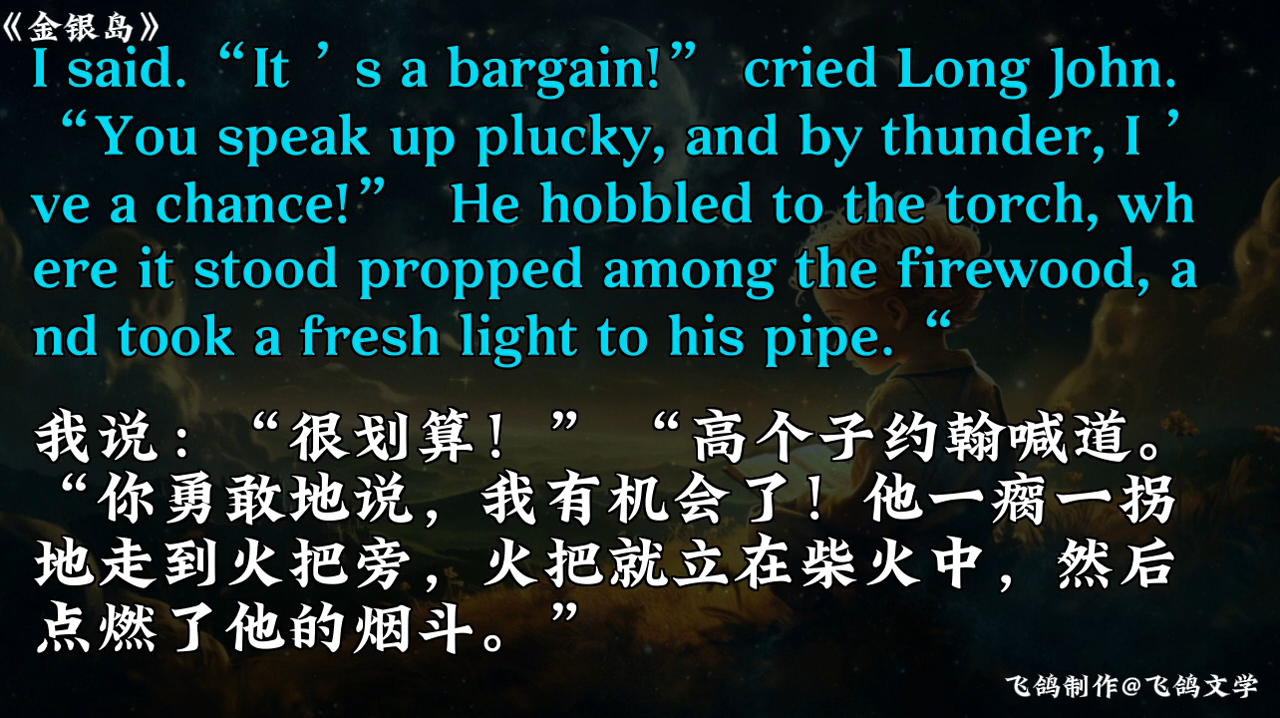 《金银岛》
I said. “It ’ s a bargain!” cried Long John.
“You speak up plucky, and by thunder, I ’
ve a chance!” He hobbled to the torch, wh
ere it stood propped among the firewood, a
nd took a fresh light to his pipe. “
我说：“很划算！” “高个子约翰喊道。
“你勇敢地说，我有机会了！他一瘸一拐
地走到火把旁，火把就立在柴火中，然后
点燃了他的烟斗。”
飞鸽制作@飞鸽文学